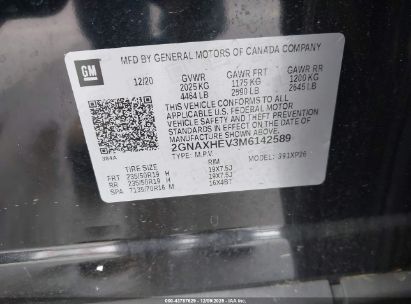 GM
MFD BY GENERAL MOTORS OF CANADA COMPANY
12/20 GVWR GAWR FRT GAWR RR
2025 KG 1175 KG 1200 KG
4464 LB 2590 LB 2645 LB
THIS VEHICLE CONFORMS TO ALL APPLICABLE U.S. FEDERAL MOTOR VEHICLE SAFETY, BUMPER, AND THEFT PREVENTION STANDARDS IN EFFECT ON THE DATE OF MANUFACTURE SHOWN ABOVE.
2GNAXHEV3M6142589
TYPE: M.P.V. MODEL:
TIRE SIZE RIM
FRT 235/50R19 H 19X7.5J
RR 235/50R19 H 19X7.5J
SPA T135/70R16 M 16X4BT